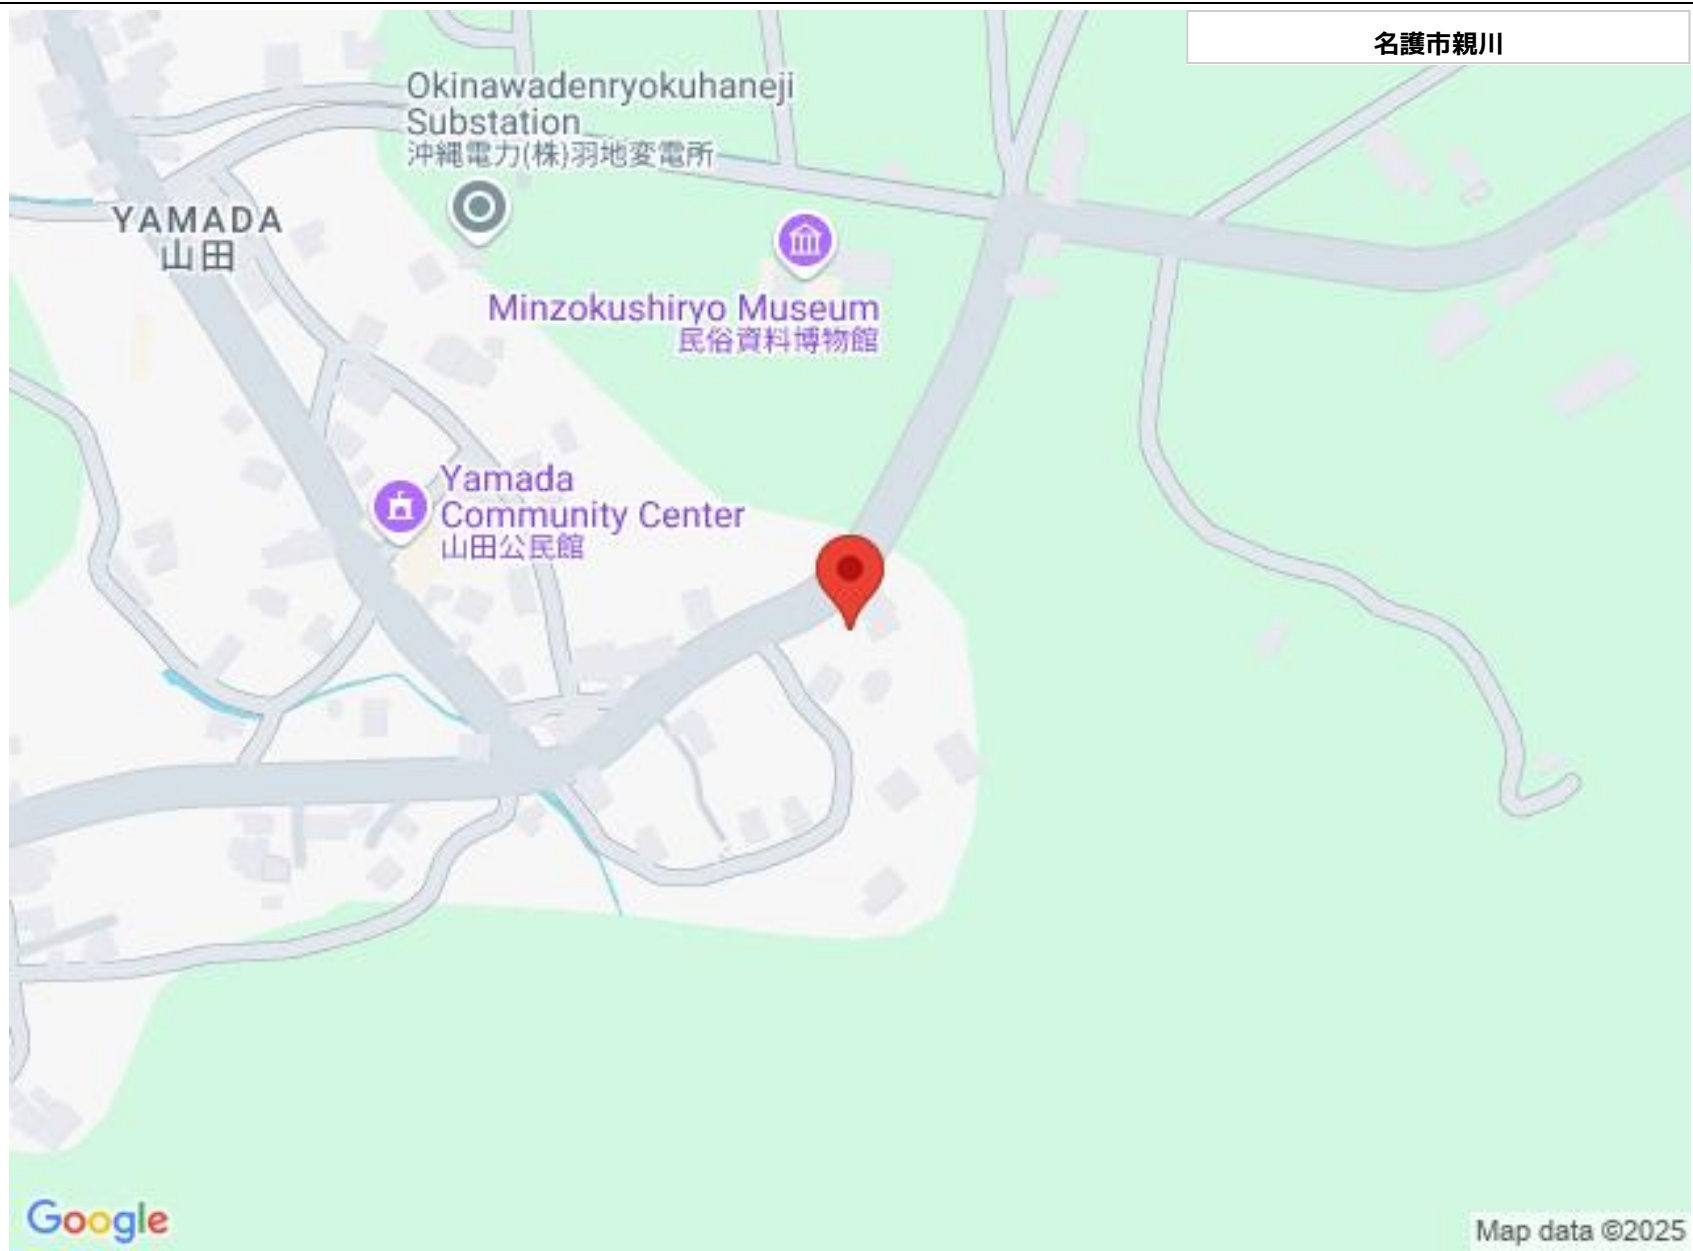 名護市親川
Okinawadenryokuhaneji
Substation
沖縄電力(株)羽地変電所
YAMADA
山田
Minzokushiryo Museum
民俗資料博物館
Yamada
Community Center
山田公民館
Google
Map data ©2025